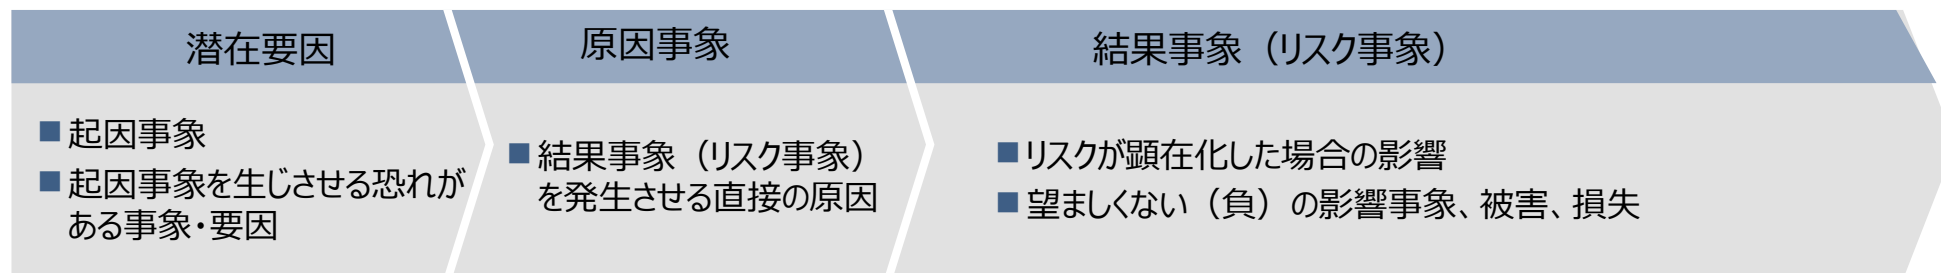 潜在要因
原因事象
結果事象（リスク事象）
■起因事象
■起因事象を生じさせる恐れが
ある事象・要因
■結果事象（リスク事象）
を発生させる直接の原因
■リスクが顕在化した場合の影響
■望ましくない（負）の影響事象、被害、損失